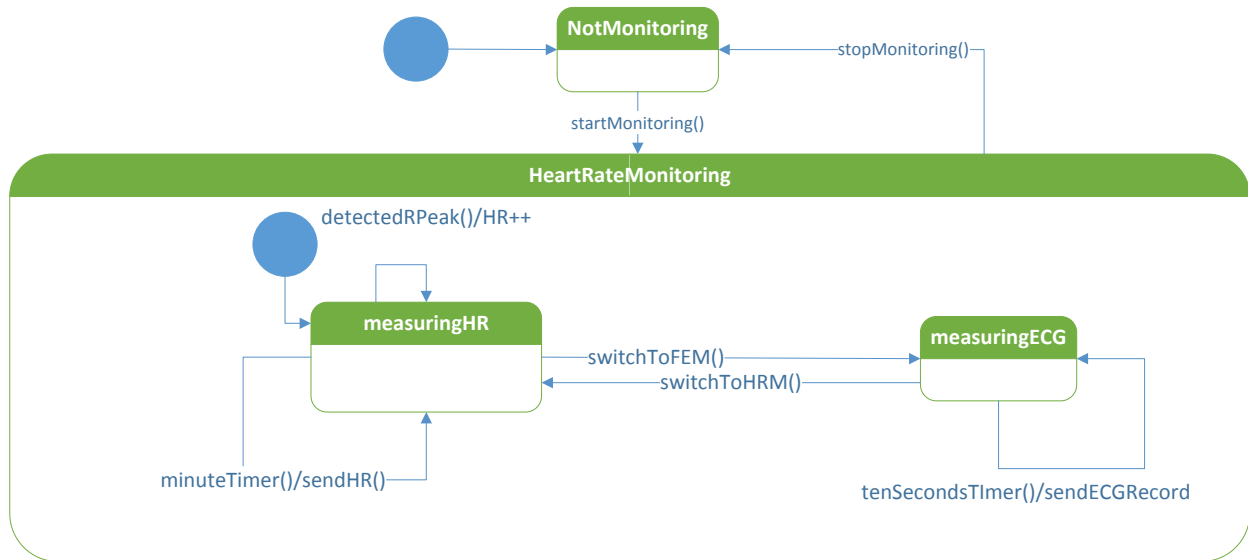 NotMonitoring
stopMonitoring()
startMonitoring()
HeartRateMonitoring
detectedRPeak()/HR++
measuringHR
measuringECG
switchToFEM()
switchToHRM()
minuteTimer()/sendHR()
tenSecondsTImer()/sendECGRecord